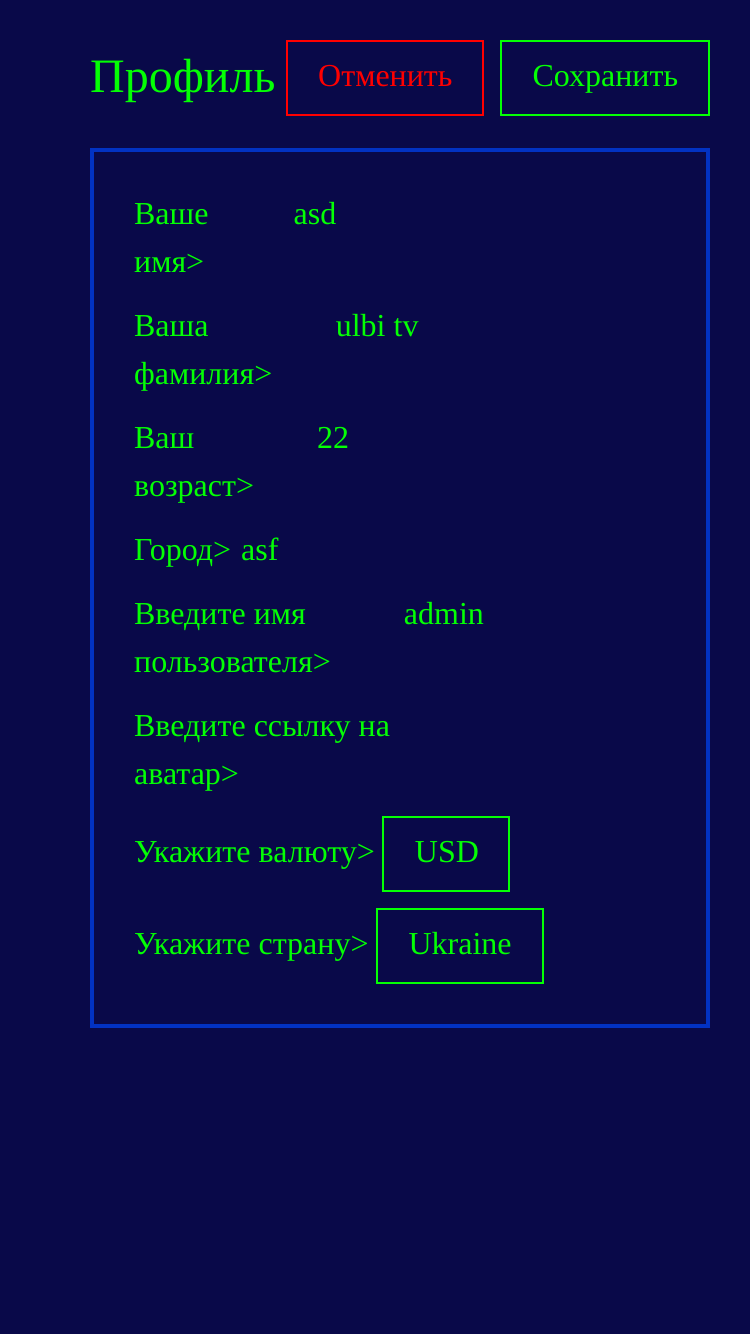 Профиль Отменить Сохранить
Ваше asd
имя>
Ваша ulbi tv
фамилия>
Ваш 22
возраст>
Город> asf
Введите имя admin
пользователя>
Введите ссылку на
аватар>
Укажите валюту> USD
Укажите страну> Ukraine